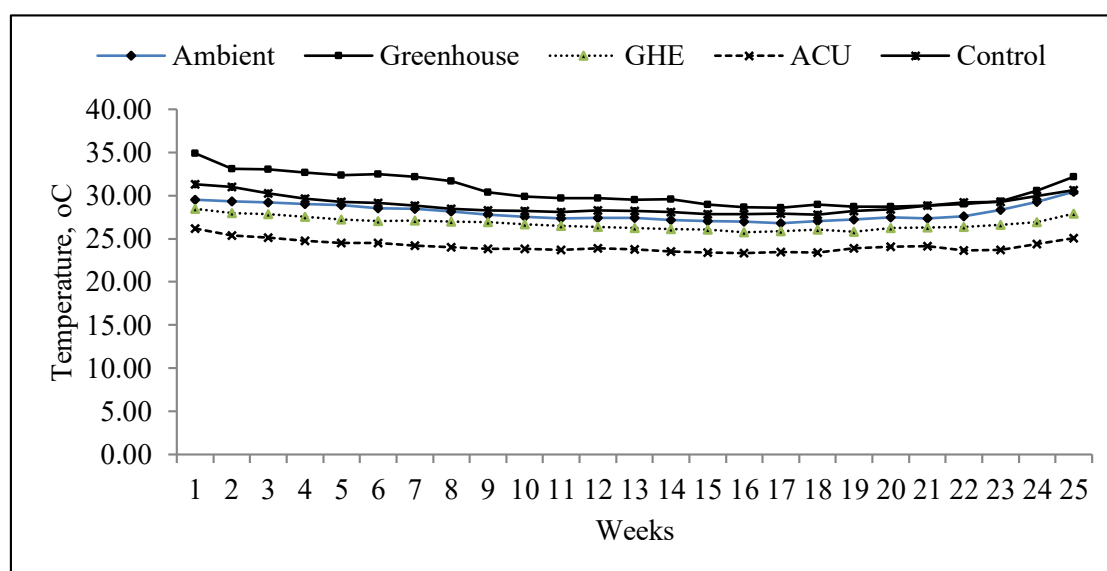 Ambient Greenhouse GHE ACU Control
40.00
35.00
30.00
25.00
20.00
15.00
10.00
5.00
0.00
Temperature, oC
1 2 3 4 5 6 7 8 9 10 11 12 13 14 15 16 17 18 19 20 21 22 23 24 25
Weeks